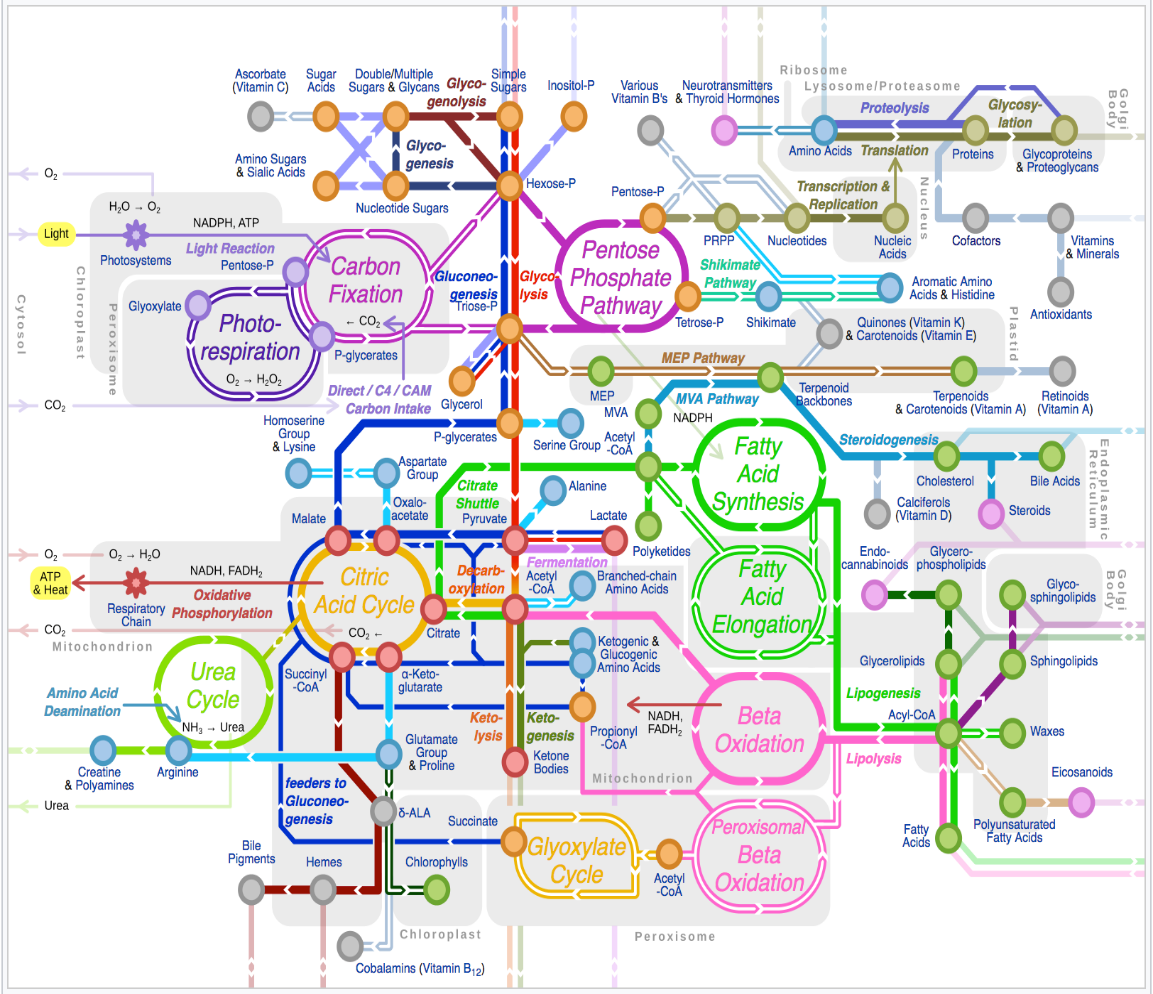 Ribosome
Lysosome/Proteasome
Golgi
Body
Ascorbate
(Vitamin C)
Sugar
Acids
Double/Multiple
Sugars & Glycans
Glyco-
genolysis
Simple
Sugars
Inositol-P
Various
Vitamin B's
Neurotransmitters
& Thyroid Hormones
Proteolysis
Glycosy-
lation
Amino Acids
Translation
Proteins
Glycoproteins
& Proteoglycans
Glyco-
genesis
Amino Sugars
& Sialic Acids
Nucleotide Sugars
Hexose-P
Pentose-P
Transcription &
Replication
Nucleus
PRPP
Nucleotides
Nucleic
Acids
Cofactors
Vitamins
& Minerals
Antioxidants
O₂
H₂O → O₂
Light
NADPH, ATP
Light Reaction
Photosystems
Pentose-P
Carbon
Fixation
← CO₂
Glyoxylate
Photo-
respiration
O₂ → H₂O₂
P-glycerates
Cytosol
Chloroplast
Peroxisome
CO₂
Direct / C4 / CAM
Carbon Intake
Gluconeo-
genesis
Glyco-
lysis
Triose-P
Pentose
Phosphate
Pathway
Shikimate
Pathway
Tetrose-P
Shikimate
Aromatic Amino
Acids & Histidine
Quinones (Vitamin K)
& Carotenoids (Vitamin E)
Plastid
MEP Pathway
MEP
MVA Pathway
MVA
Terpenoid
Backbones
Terpenoids
& Carotenoids (Vitamin A)
Retinoids
(Vitamin A)
Glycerol
P-glycerates
Serine Group
Homoserine
Group
& Lysine
Aspartate
Group
Acetyl
-CoA
NADPH
Fatty
Acid
Synthesis
Steroidogenesis
Cholesterol
Bile Acids
Endoplasmic
Reticulum
Calciferols
(Vitamin D)
Steroids
Citrate
Shuttle
Alanine
Oxalo-
acetate
Malate
Pyruvate
Lactate
Polyketides
Fermentation
O₂
O₂ → H₂O
ATP
& Heat
NADH, FADH₂
Oxidative
Phosphorylation
Respiratory
Chain
CO₂
Mitochondrion
Citric
Acid Cycle
CO₂ ←
Decarb-
oxylation
Acetyl
-CoA
Branched-chain
Amino Acids
Citrate
Fatty
Acid
Elongation
Endo-
cannabinoids
Glycero-
phospholipids
Glyco-
sphingolipids
Golgi
Body
Glycerolipids
Sphingolipids
Ketogenic &
Glucogenic
Amino Acids
Succinyl
-CoA
α-Keto-
glutarate
Urea
Cycle
NH₃ → Urea
Amino Acid
Deamination
Creatine
& Polyamines
Arginine
Urea
Glutamate
Group
& Proline
Keto-
lysis
Keto-
genesis
Ketone
Bodies
Propionyl
-CoA
NADH,
FADH₂
Beta
Oxidation
Mitochondrion
Lipogenesis
Acyl-CoA
Lipolysis
Waxes
Eicosanoids
Polyunsaturated
Fatty Acids
Fatty
Acids
feeders to
Gluconeo-
genesis
δ-ALA
Succinate
Glyoxylate
Cycle
Acetyl
-CoA
Peroxisomal
Beta
Oxidation
Bile
Pigments
Hemes
Chlorophylls
Chloroplast
Peroxisome
Cobalamins (Vitamin B₁₂)